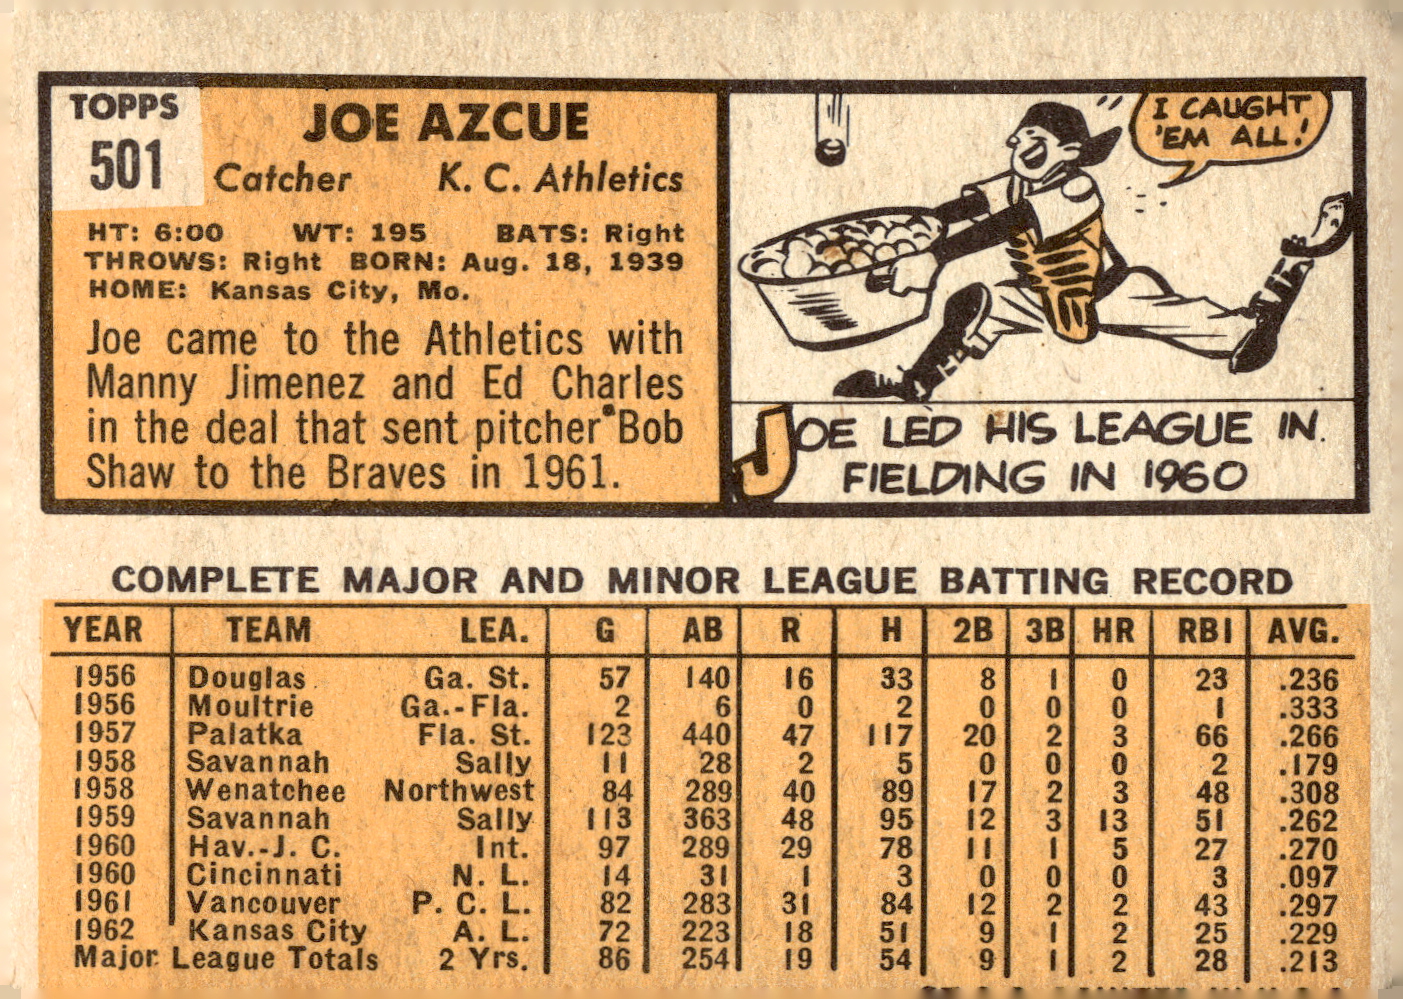 TOPPS
501
JOE AZCUE
Catcher K. C. Athletics
HT: 6:00 WT: 195 BATS: Right
THROWS: Right BORN: Aug. 18, 1939
HOME: Kansas City, Mo.
Joe came to the Athletics with
Manny Jimenez and Ed Charles
in the deal that sent pitcher Bob
Shaw to the Braves in 1961.
I CAUGHT
'EM ALL!
JOE LED HIS LEAGUE IN
FIELDING IN 1960
COMPLETE MAJOR AND MINOR LEAGUE BATTING RECORD
YEAR TEAM LEA. G AB R H 2B 3B HR RBI AVG.
1956 Douglas Ga. St. 57 140 16 33 8 1 0 23 .236
1956 Moultrie Ga.-Fla. 2 6 0 2 0 0 0 1 .333
1957 Palatka Fla. St. 123 440 47 117 20 2 3 66 .266
1958 Savannah Sally 11 28 2 5 0 0 0 2 .179
1958 Wenatchee Northwest 84 289 40 89 17 2 3 48 .308
1959 Savannah Sally 113 363 48 95 12 3 13 51 .262
1960 Hav.-J. C. Int. 97 289 29 78 11 1 5 27 .270
1960 Cincinnati N. L. 14 31 1 3 0 0 0 3 .097
1961 Vancouver P. C. L. 82 283 31 84 12 2 2 43 .297
1962 Kansas City A. L. 72 223 18 51 9 1 2 25 .229
Major League Totals 2 Yrs. 86 254 19 54 9 1 2 28 .213